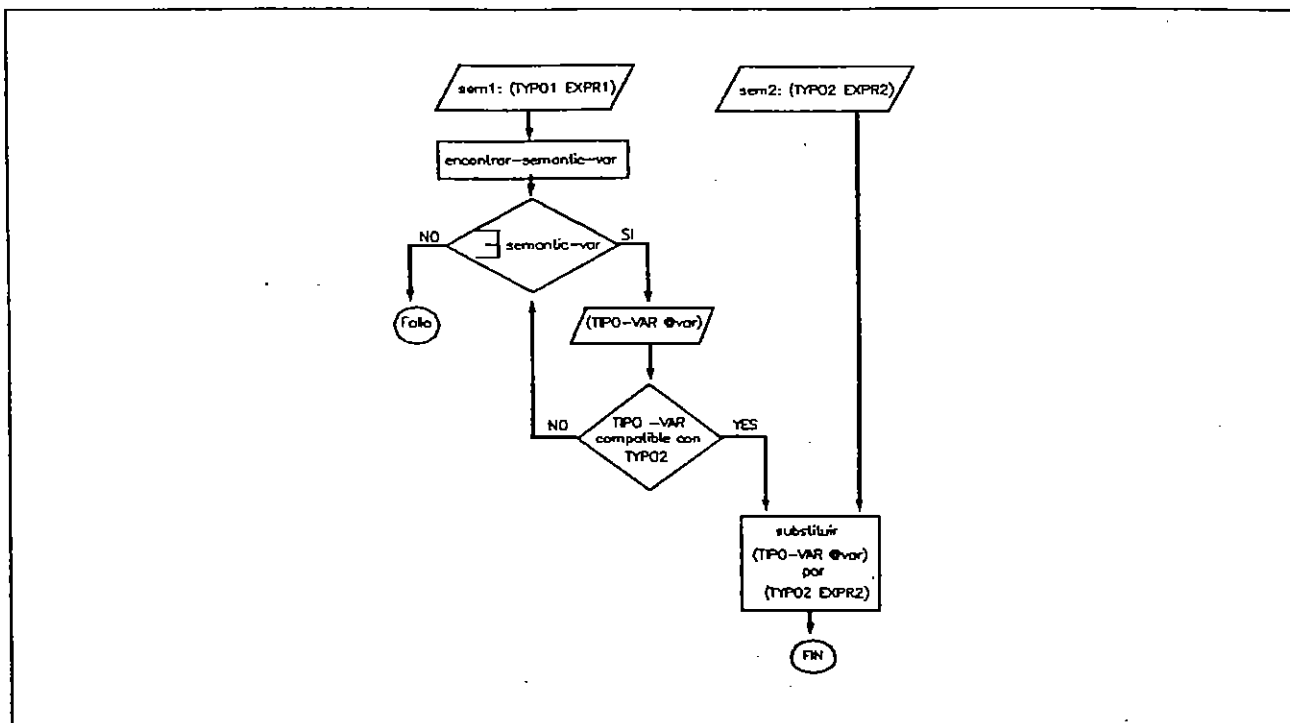 sem1: (TYPO1 EXPR1)
sem2: (TYPO2 EXPR2)
encontrar-semantic-var
NO
∃ semantic-var
SI
Fallo
(TIPO-VAR @var)
NO
TIPO -VAR
compatible con
TYPO2
YES
substituír
(TIPO-VAR @var)
por
(TYPO2 EXPR2)
FIN